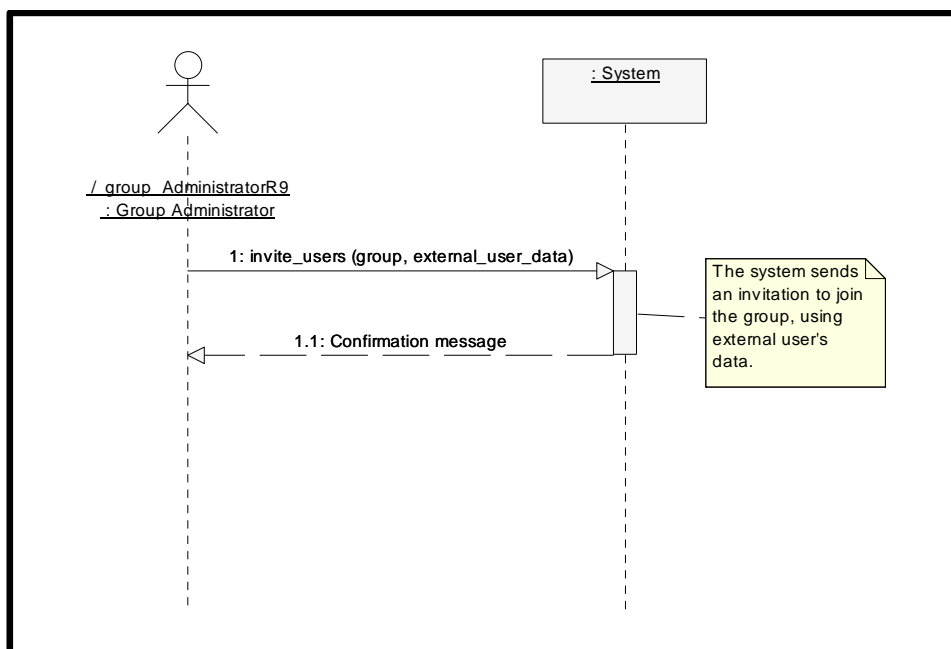 : System
/ group_AdministratorR9
: Group Administrator
1: invite_users (group, external_user_data)
The system sends
an invitation to join
the group, using
external user's
data.
1.1: Confirmation message